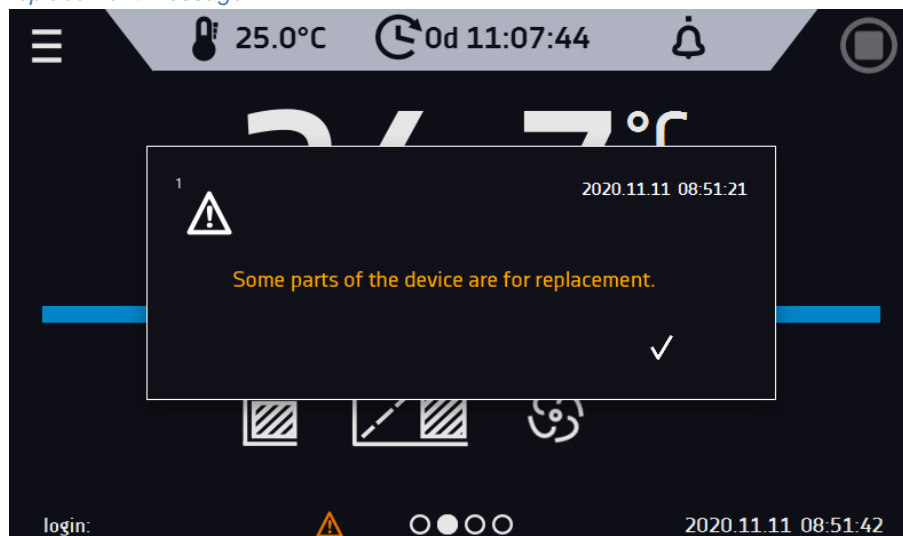 25.0°C
0d 11:07:44
1
2020.11.11 08:51:21
Some parts of the device are for replacement.
login:
2020.11.11 08:51:42